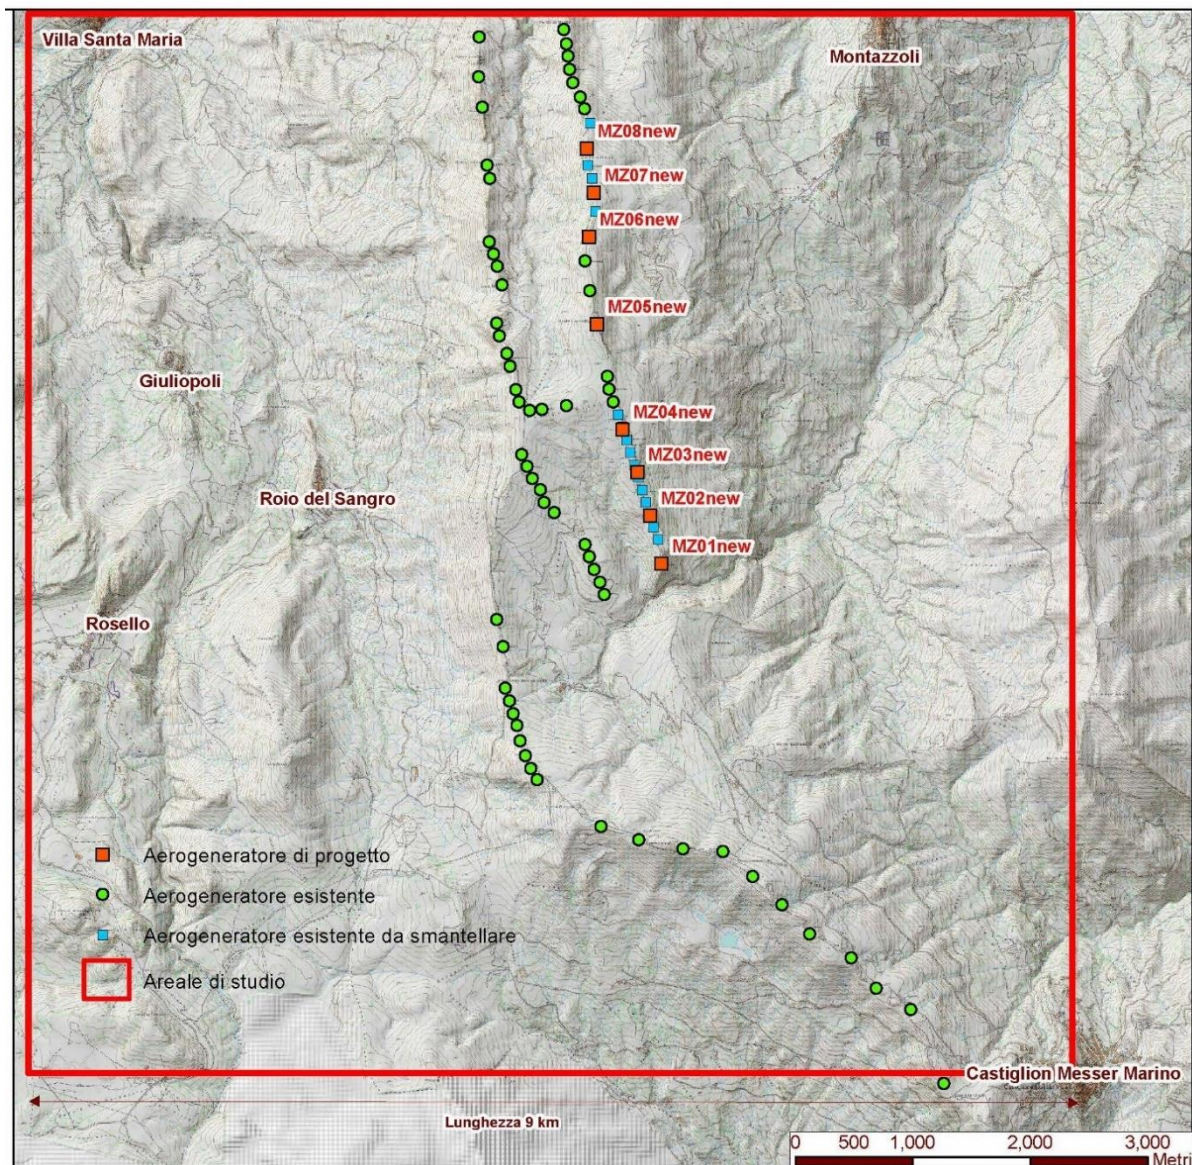 Villa Santa Maria
Montazzoli
MZ08new
MZ07new
MZ06new
MZ05new
Giuliopoli
MZ04new
MZ03new
Roio del Sangro
MZ02new
MZ01new
Rosello
Aerogeneratore di progetto
Aerogeneratore esistente
Aerogeneratore esistente da smantellare
Areale di studio
Castiglion Messer Marino
Lunghezza 9 km
0 500 1,000 2,000 3,000
Metri